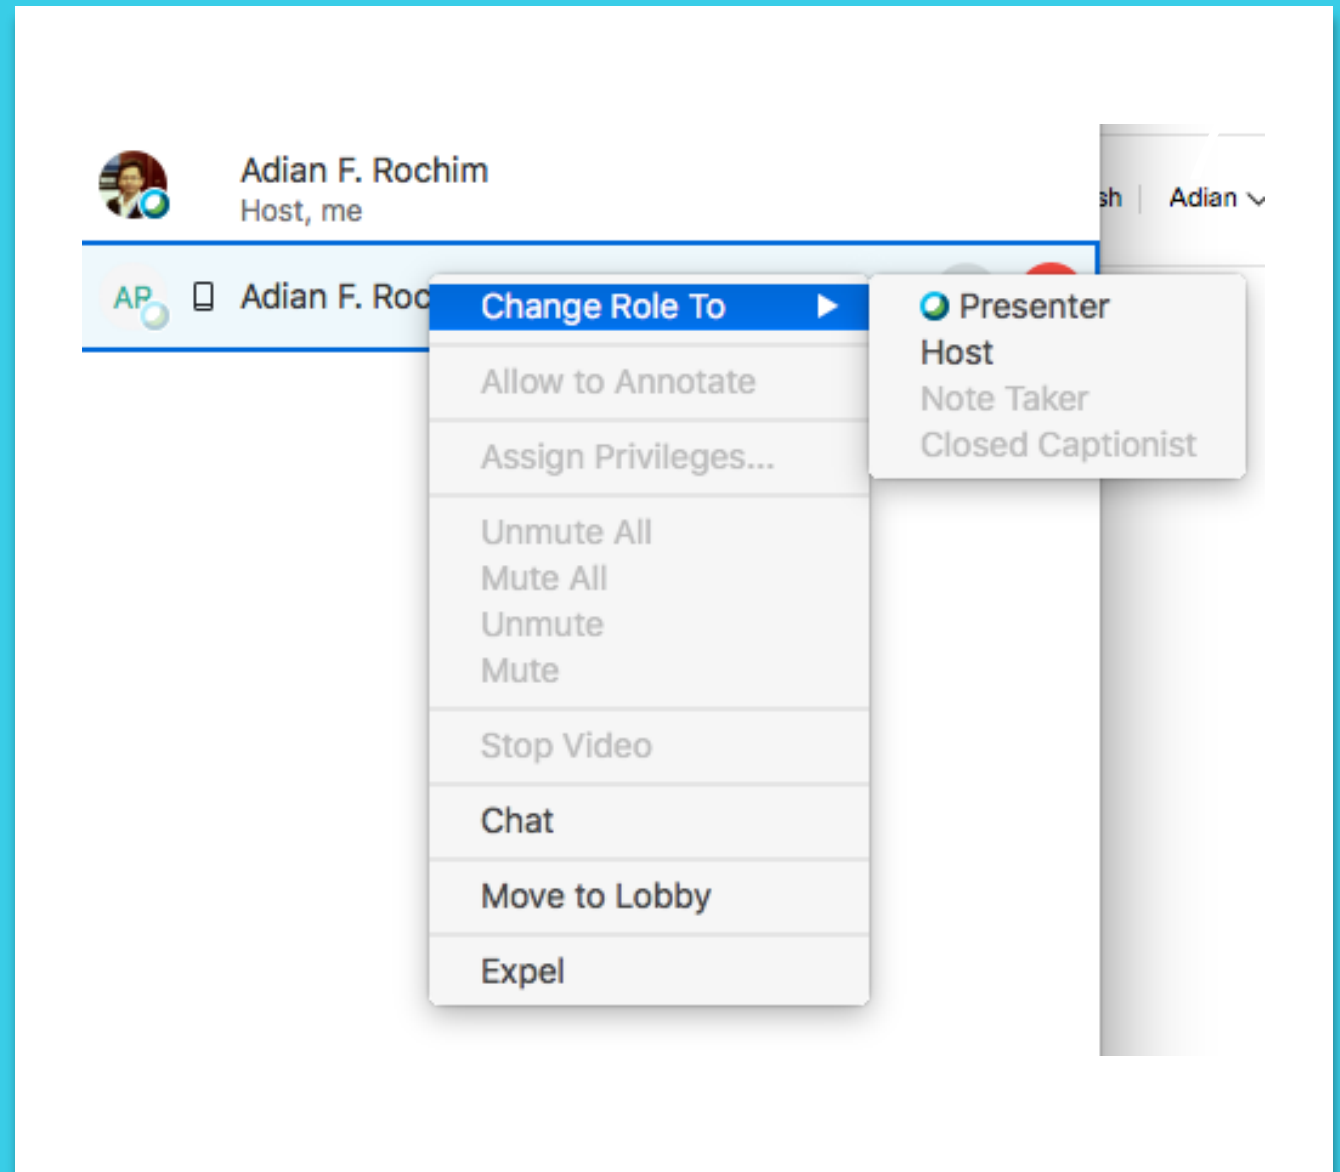 Adian F. Rochim
Host, me
sh Adian
AR Adian F. Roc
Change Role To
Presenter
Host
Note Taker
Closed Captionist
Allow to Annotate
Assign Privileges...
Unmute All
Mute All
Unmute
Mute
Stop Video
Chat
Move to Lobby
Expel